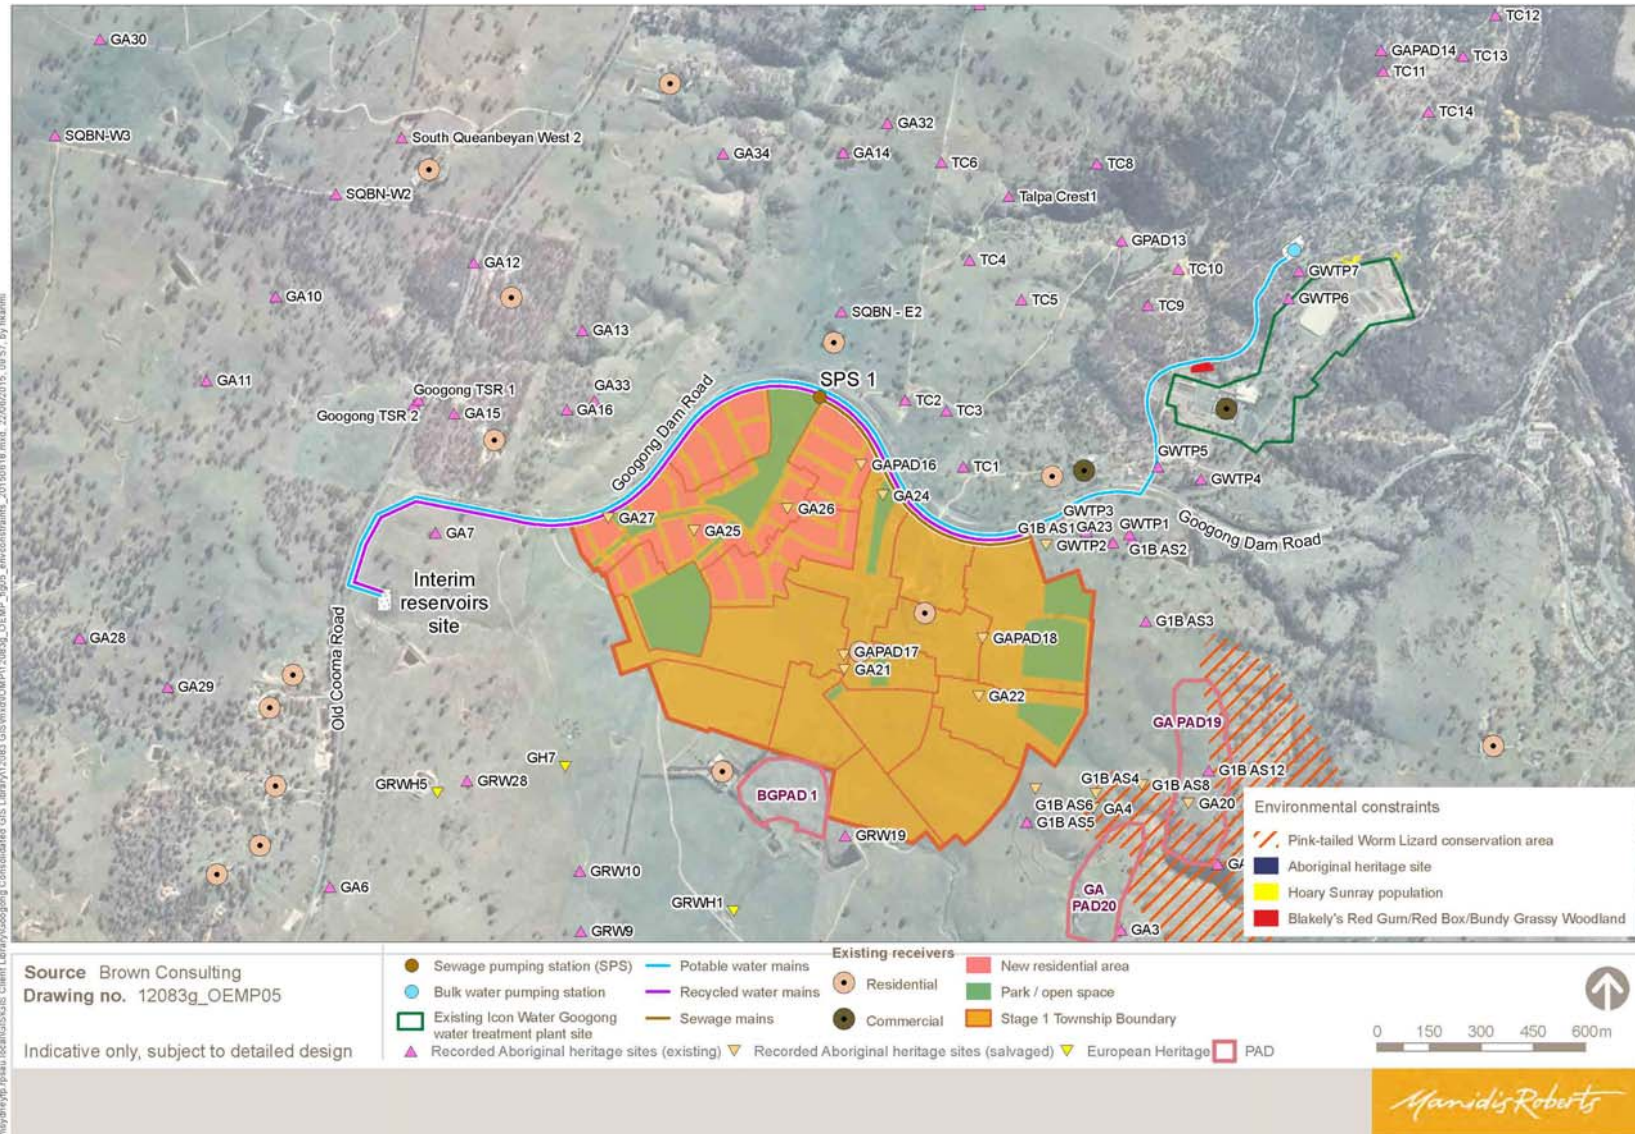 TC12
GA30
GAPAD14
TC13
TC11
TC14
GA32
SQBN-W3
South Queanbeyan West 2
GA34
GA14
TC6
TC8
SQBN-W2
Talpa Crest1
GPAD13
GA12
TC4
TC10
GWTP7
GA10
TC5
TC9
GWTP6
SQBN - E2
GA13
GA11
SPS 1
Googong TSR 1
GA33
Googong TSR 2
GA15
GA16
Googong Dam Road
TC2
TC3
GAPAD16
TC1
GWTP5
GWTP4
GA24
GA26
GA27
GA25
GA7
GWTP3
G1B AS1
GA23
GWTP1
GWTP2
G1B AS2
Googong Dam Road
Interim
reservoirs
site
Old Cooma Road
GA28
G1B AS3
GAPAD18
GAPAD17
GA21
GA29
GA22
GA PAD19
GH7
GRWH5
GRW28
BGPAD 1
G1B AS12
G1B AS4
G1B AS8
G1B AS6
GA4
GA20
G1B AS5
GRW19
GRW10
GA6
GRWH1
GRW9
GA
PAD20
GA3
GA
Environmental constraints
Pink-tailed Worm Lizard conservation area
Aboriginal heritage site
Hoary Sunray population
Blakely's Red Gum/Red Box/Bundy Grassy Woodland
Source Brown Consulting
Drawing no. 12083g_OEMP05
Indicative only, subject to detailed design
Sewage pumping station (SPS)
Bulk water pumping station
Existing Icon Water Googong
water treatment plant site
Recorded Aboriginal heritage sites (existing)
Potable water mains
Recycled water mains
Sewage mains
Recorded Aboriginal heritage sites (salvaged)
Existing receivers
Residential
Commercial
European Heritage
New residential area
Park / open space
Stage 1 Township Boundary
PAD
0 150 300 450 600m
Manidis Roberts